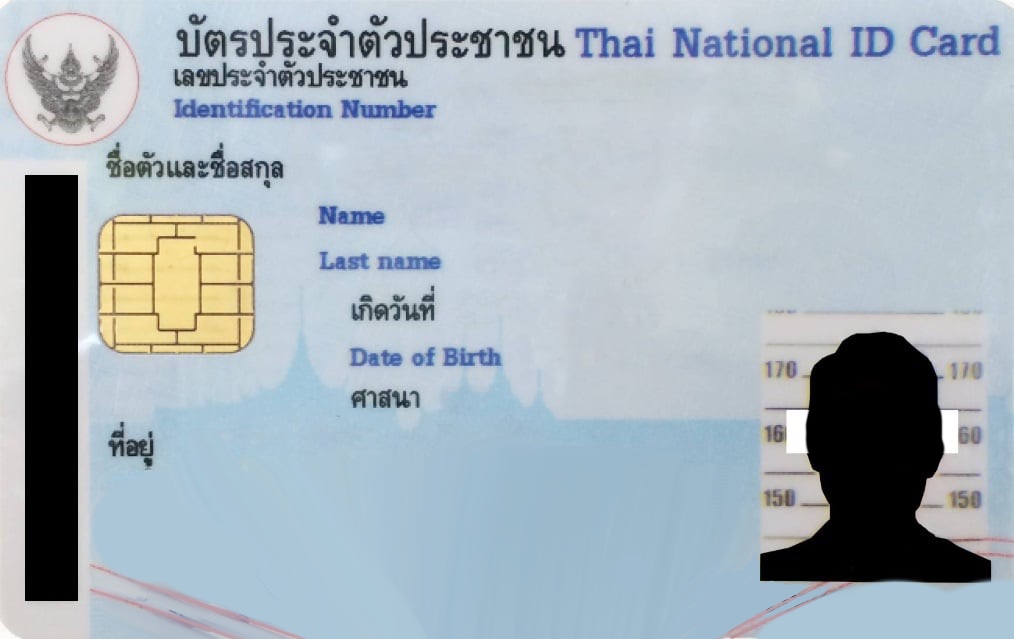 บัตรประจำตัวประชาชน Thai National ID Card
เลขประจำตัวประชาชน
Identification Number
ชื่อตัวและชื่อสกุล
Name
Last name
เกิดวันที่
Date of Birth
ศาสนา
ที่อยู่
170 170
160 60
150 150